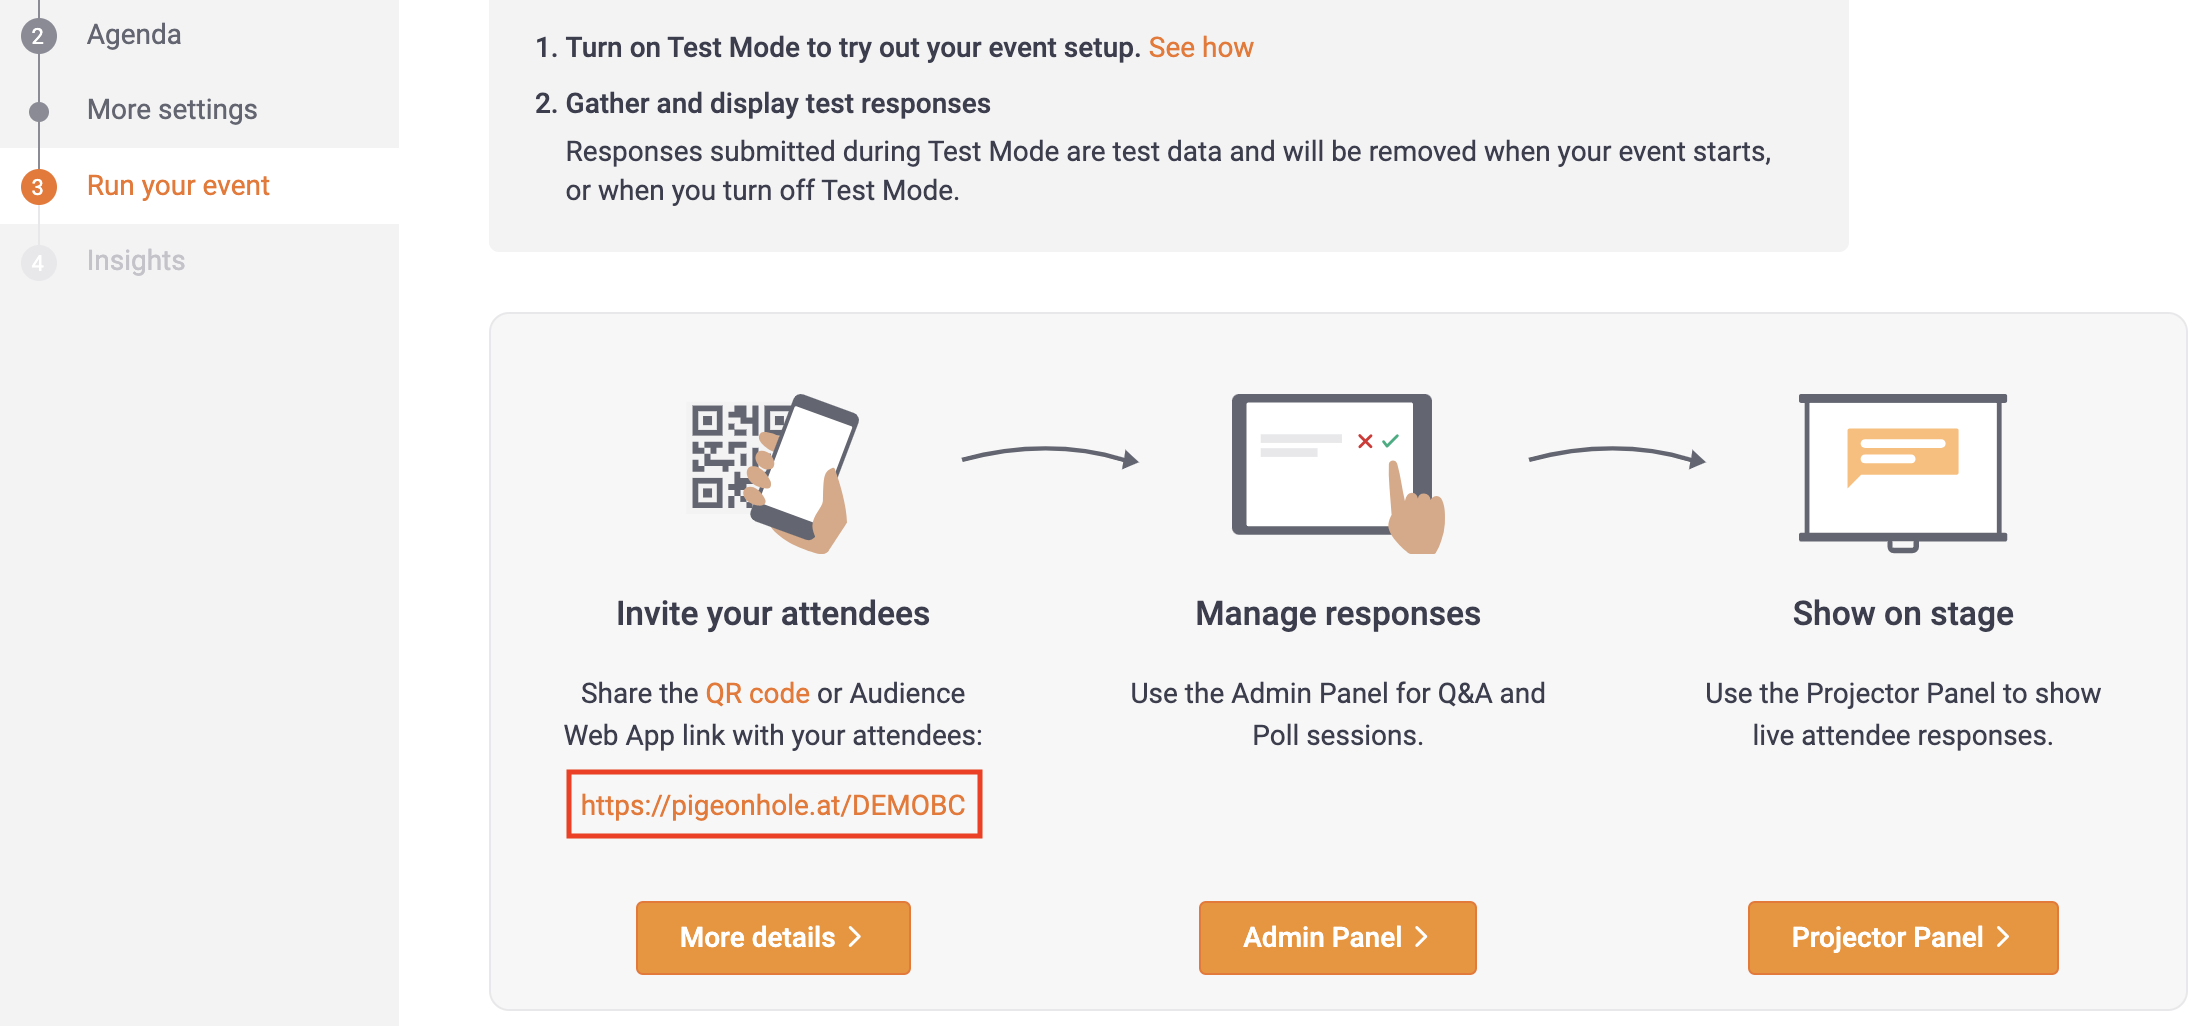 2 Agenda
More settings
3 Run your event
4 Insights
1. Turn on Test Mode to try out your event setup. See how
2. Gather and display test responses
Responses submitted during Test Mode are test data and will be removed when your event starts,
or when you turn off Test Mode.
Invite your attendees
Share the QR code or Audience
Web App link with your attendees:
https://pigeonhole.at/DEMOBC
More details >
Manage responses
Use the Admin Panel for Q&A and
Poll sessions.
Admin Panel >
Show on stage
Use the Projector Panel to show
live attendee responses.
Projector Panel >